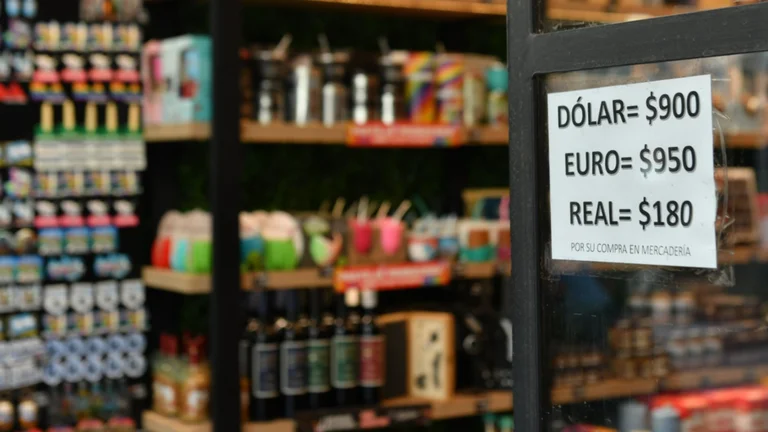 DÓLAR= $900
EURO= $950
REAL= $180
POR SU COMPRA EN MERCADERÍA